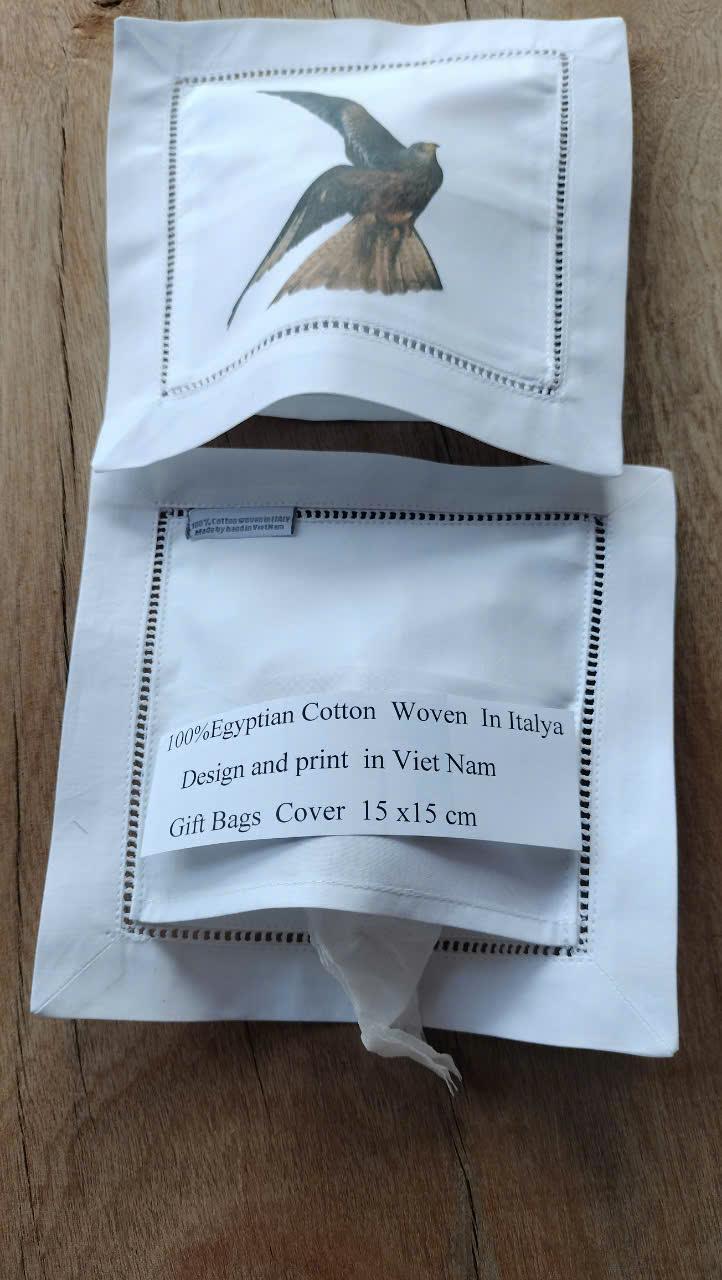 100% Cotton woven in ITALY
Made by hand in VietNam
100%Egyptian Cotton Woven In Italya
Design and print in Viet Nam
Gift Bags Cover 15 x15 cm